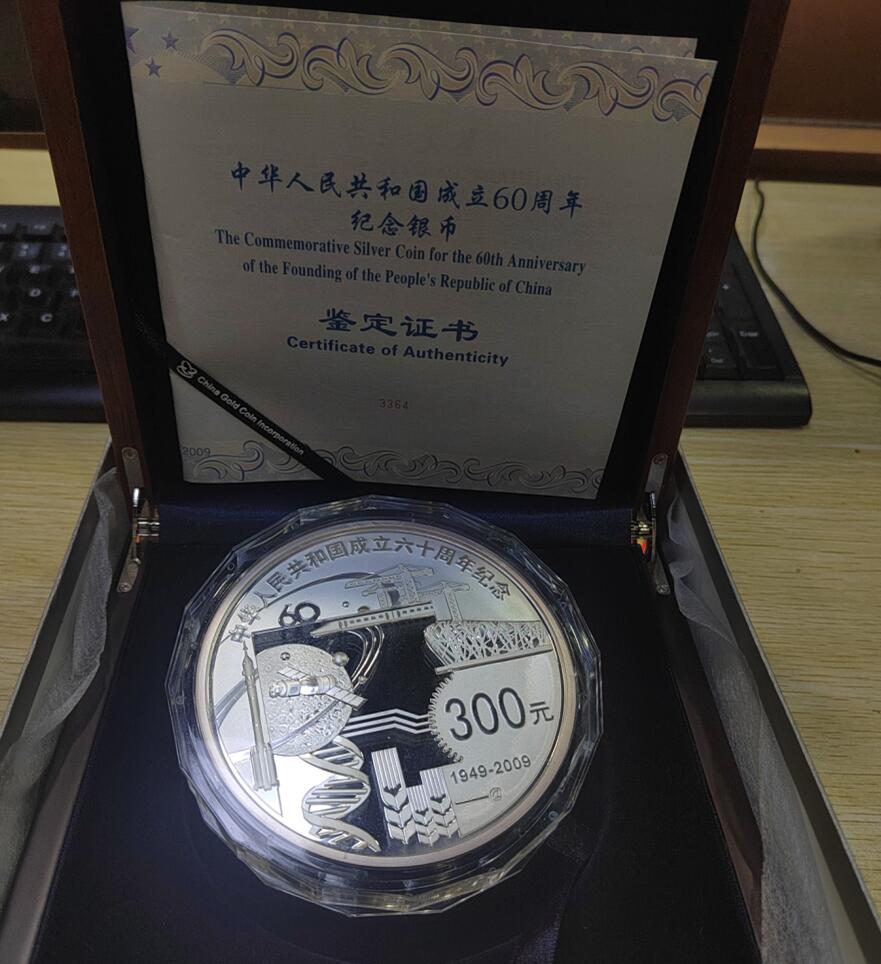 中华人民共和国成立60周年
纪念银币
The Commemorative Silver Coin for the 60th Anniversary
of the Founding of the People's Republic of China
鉴定证书
Certificate of Authenticity
3364
China Gold Coin Incorporation
2009
中华人民共和国成立六十周年纪念
60
300元
1949-2009